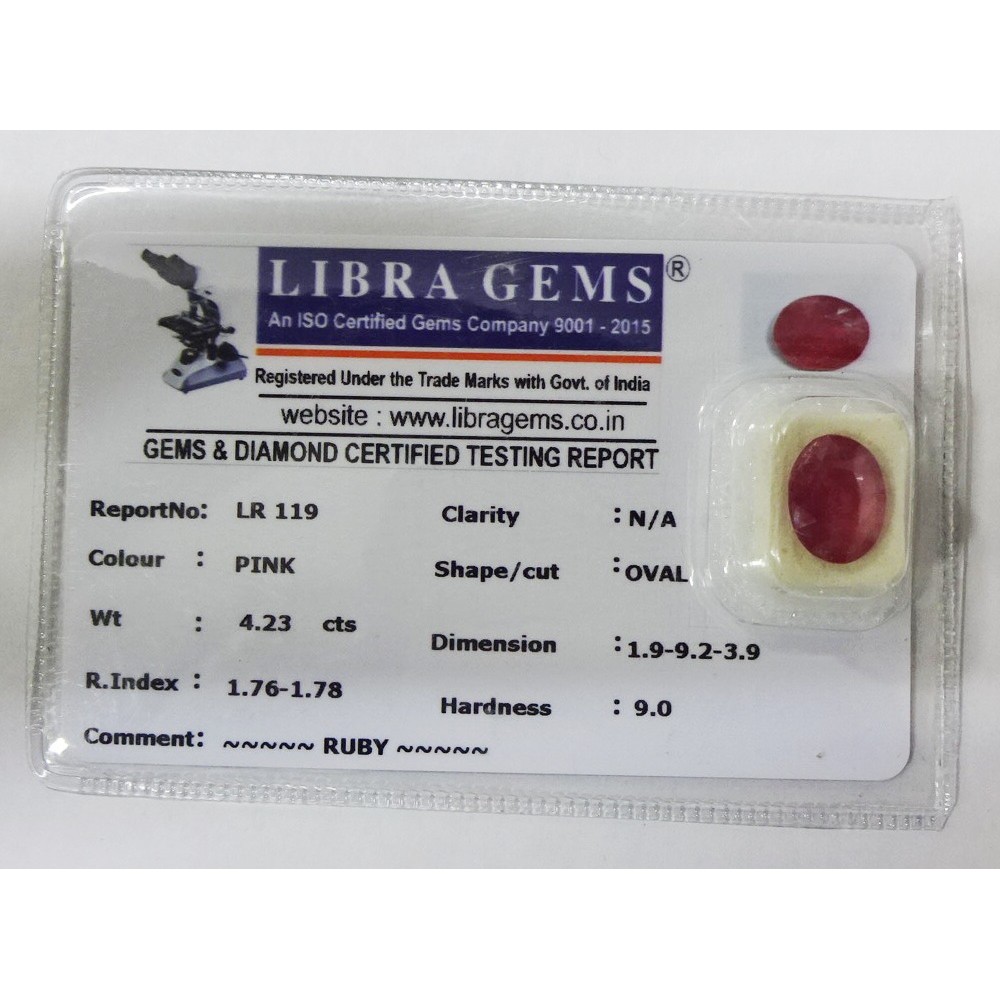 LIBRA GEMS®
An ISO Certified Gems Company 9001 - 2015
Registered Under the Trade Marks with Govt. of India
website : www.libragems.co.in
GEMS & DIAMOND CERTIFIED TESTING REPORT
ReportNo: LR 119
Clarity : N/A
Colour : PINK
Shape/cut : OVAL
Wt : 4.23 cts
Dimension : 1.9-9.2-3.9
R.Index : 1.76-1.78
Hardness : 9.0
Comment: ~~~~~ RUBY ~~~~~